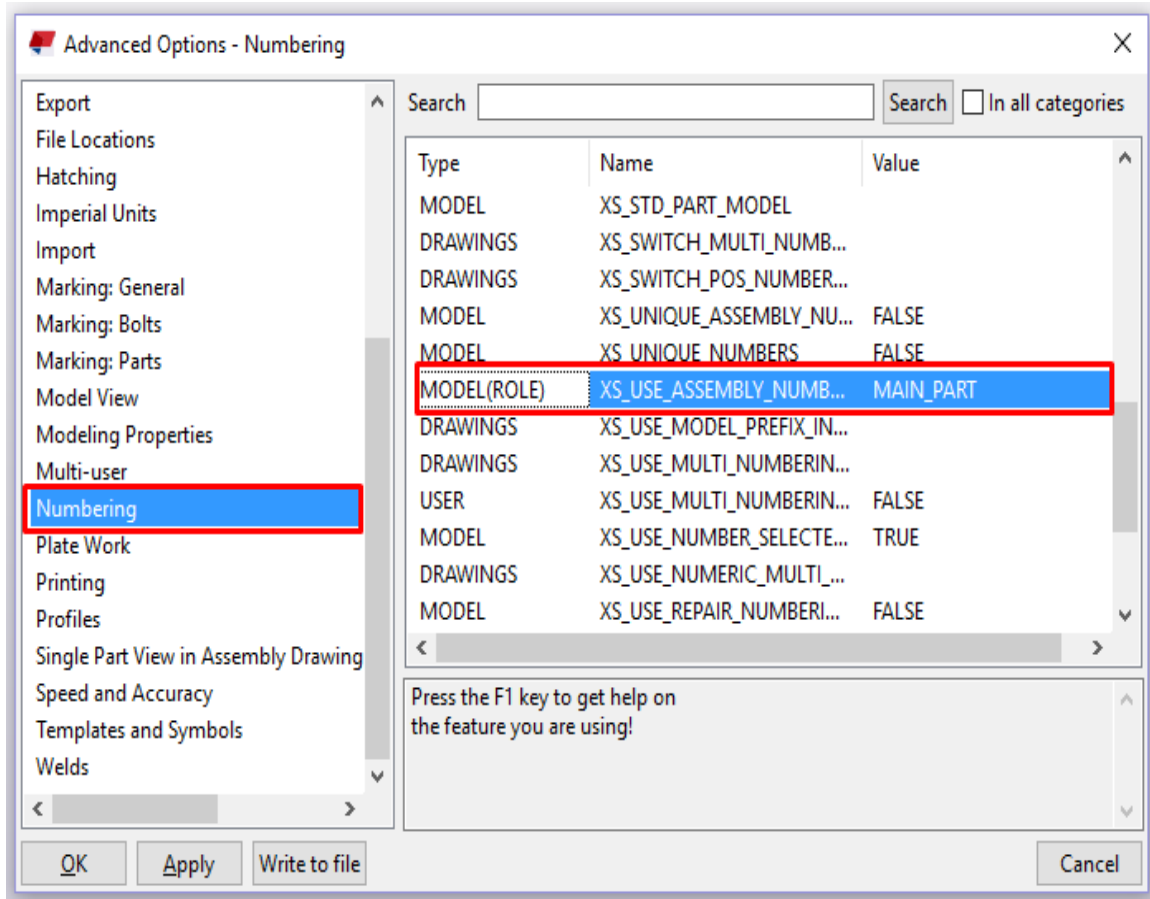 Advanced Options - Numbering
Export
File Locations
Hatching
Imperial Units
Import
Marking: General
Marking: Bolts
Marking: Parts
Model View
Modeling Properties
Multi-user
Numbering
Plate Work
Printing
Profiles
Single Part View in Assembly Drawing
Speed and Accuracy
Templates and Symbols
Welds
Search Search In all categories
Type Name Value
MODEL XS_STD_PART_MODEL
DRAWINGS XS_SWITCH_MULTI_NUMB...
DRAWINGS XS_SWITCH_POS_NUMBER...
MODEL XS_UNIQUE_ASSEMBLY_NU... FALSE
MODEL XS_UNIQUE_NUMBERS FALSE
MODEL(ROLE) XS_USE_ASSEMBLY_NUMB... MAIN_PART
DRAWINGS XS_USE_MODEL_PREFIX_IN...
DRAWINGS XS_USE_MULTI_NUMBERIN...
USER XS_USE_MULTI_NUMBERIN... FALSE
MODEL XS_USE_NUMBER_SELECTE... TRUE
DRAWINGS XS_USE_NUMERIC_MULTI_...
MODEL XS_USE_REPAIR_NUMBERI... FALSE
Press the F1 key to get help on
the feature you are using!
OK Apply Write to file Cancel